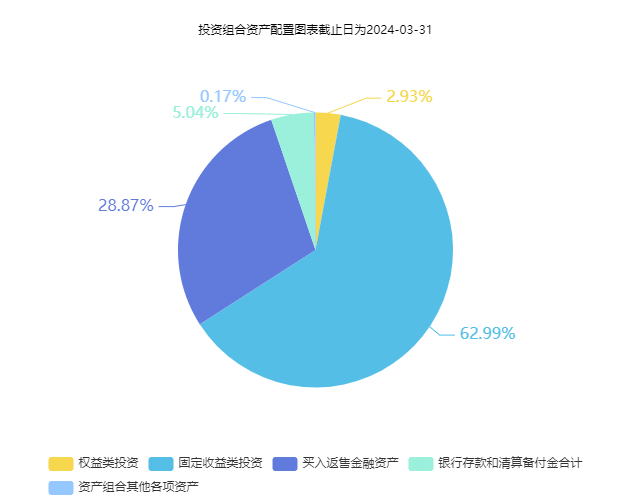 投资组合资产配置图表截止日为2024-03-31
0.17%
2.93%
5.04%
28.87%
62.99%
权益类投资 固定收益类投资 买入返售金融资产 银行存款和清算备付金合计
资产组合其他各项资产